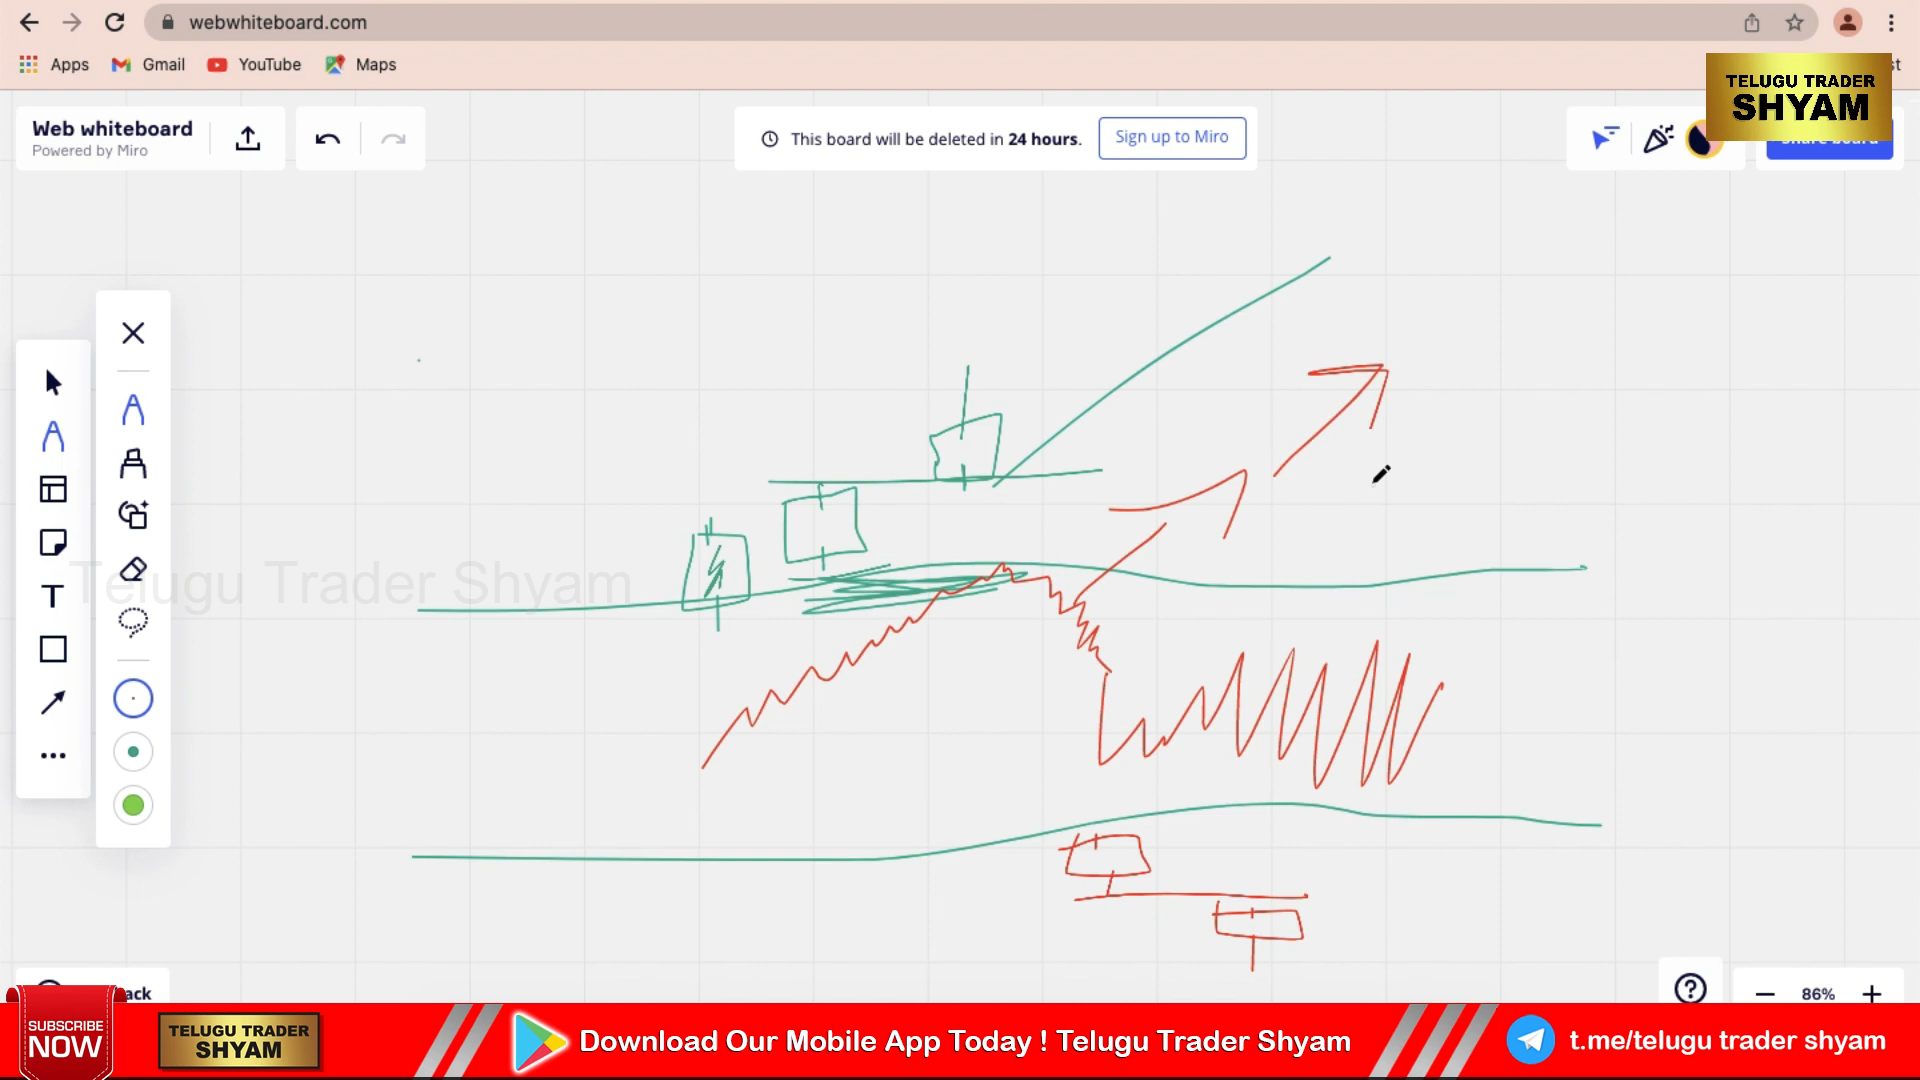 webwhiteboard.com
Apps
Gmail
YouTube
Maps
TELUGU TRADER
SHYAM
Web whiteboard
Powered by Miro
This board will be deleted in 24 hours.
Sign up to Miro
Share board
T
Telugu Trader Shyam
86%
SUBSCRIBE
NOW
TELUGU TRADER
SHYAM
Download Our Mobile App Today ! Telugu Trader Shyam
t.me/telugu trader shyam